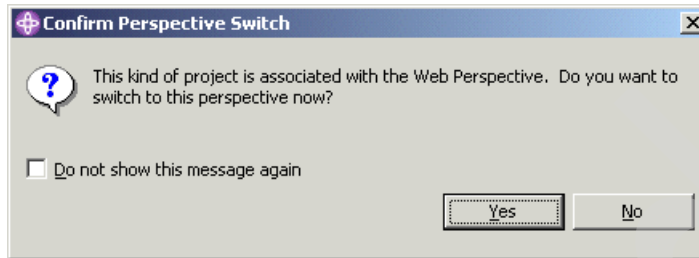 Confirm Perspective Switch
This kind of project is associated with the Web Perspective. Do you want to
switch to this perspective now?
Do not show this message again
Yes
No